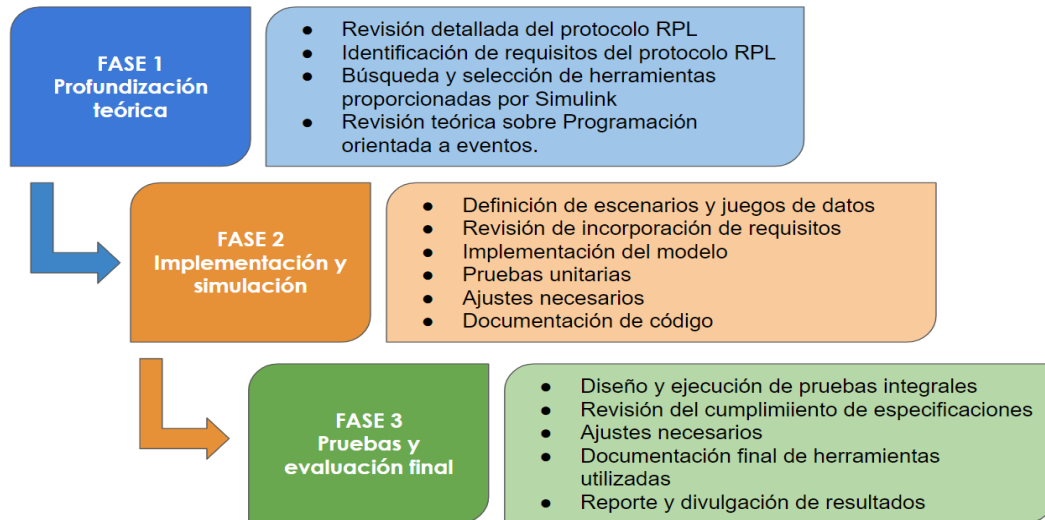 FASE 1
Profundización
teórica
● Revisión detallada del protocolo RPL
● Identificación de requisitos del protocolo RPL
● Búsqueda y selección de herramientas
proporcionadas por Simulink
● Revisión teórica sobre Programación
orientada a eventos.
FASE 2
Implementación y
simulación
● Definición de escenarios y juegos de datos
● Revisión de incorporación de requisitos
● Implementación del modelo
● Pruebas unitarias
● Ajustes necesarios
● Documentación de código
FASE 3
Pruebas y
evaluación final
● Diseño y ejecución de pruebas integrales
● Revisión del cumplimiiento de especificaciones
● Ajustes necesarios
● Documentación final de herramientas
utilizadas
● Reporte y divulgación de resultados